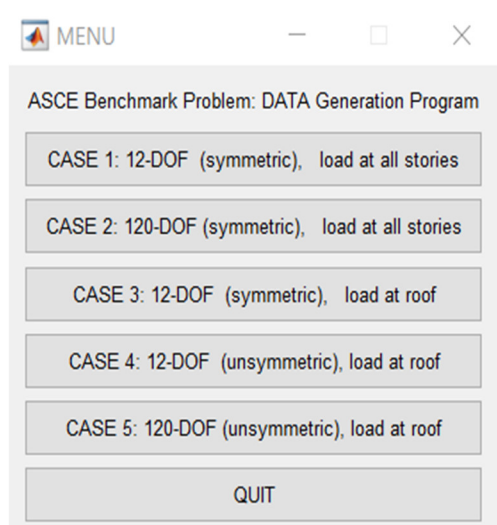 MENU
ASCE Benchmark Problem: DATA Generation Program
CASE 1: 12-DOF (symmetric), load at all stories
CASE 2: 120-DOF (symmetric), load at all stories
CASE 3: 12-DOF (symmetric), load at roof
CASE 4: 12-DOF (unsymmetric), load at roof
CASE 5: 120-DOF (unsymmetric), load at roof
QUIT